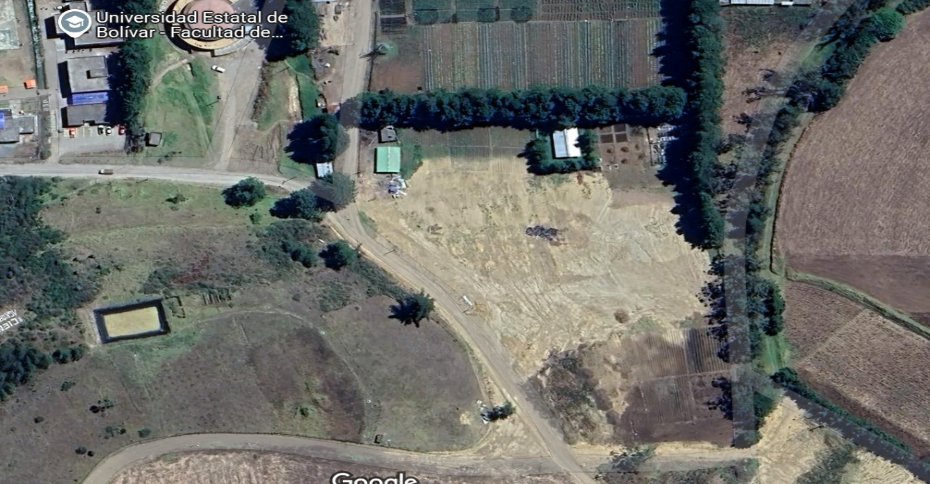 Universidad Estatal de
Bolívar - Facultad de...
Google